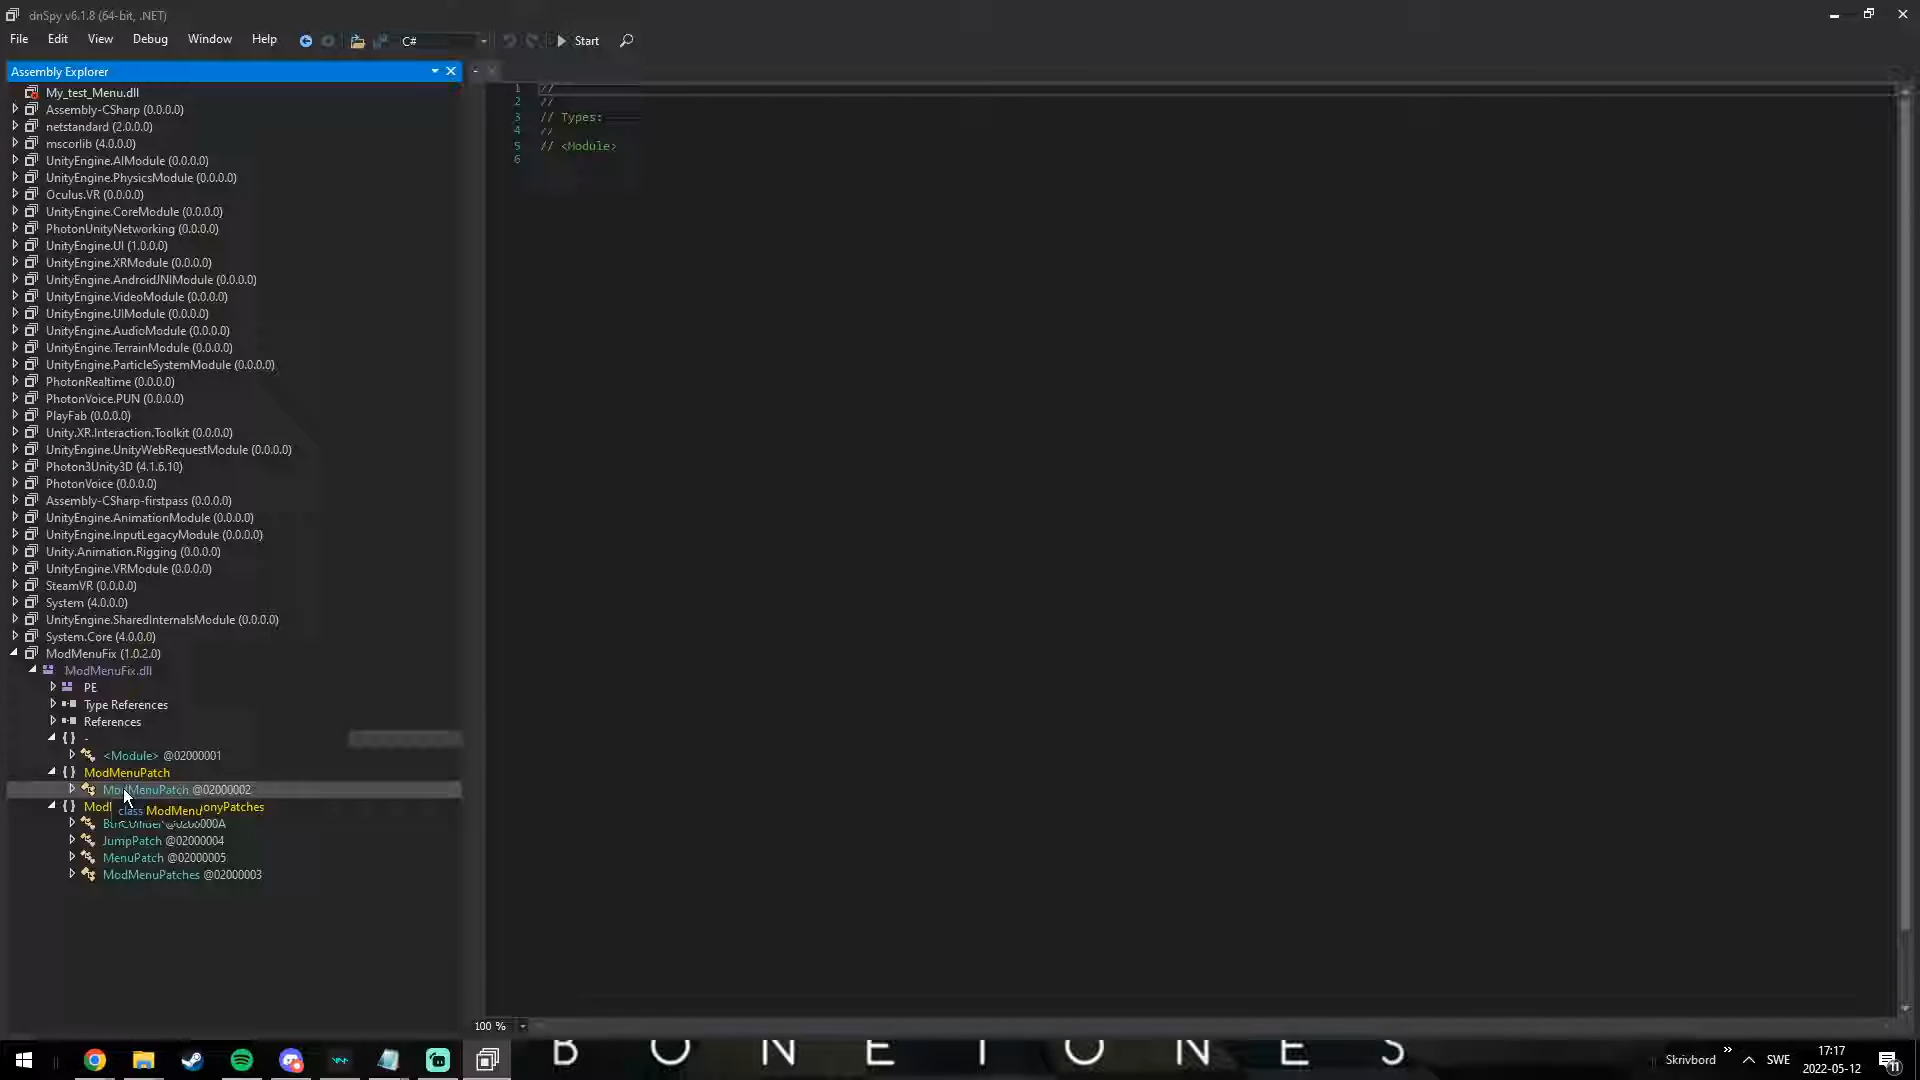 dnSpy v6.1.8 (64-bit, .NET)
File Edit View Debug Window Help C# Start
Assembly Explorer
My_test_Menu.dll
Assembly-CSharp (0.0.0.0)
netstandard (2.0.0.0)
mscorlib (4.0.0.0)
UnityEngine.AIModule (0.0.0.0)
UnityEngine.PhysicsModule (0.0.0.0)
Oculus.VR (0.0.0.0)
UnityEngine.CoreModule (0.0.0.0)
PhotonUnityNetworking (0.0.0.0)
UnityEngine.UI (1.0.0.0)
UnityEngine.XRModule (0.0.0.0)
UnityEngine.AndroidJNIModule (0.0.0.0)
UnityEngine.VideoModule (0.0.0.0)
UnityEngine.UIModule (0.0.0.0)
UnityEngine.AudioModule (0.0.0.0)
UnityEngine.TerrainModule (0.0.0.0)
UnityEngine.ParticleSystemModule (0.0.0.0)
PhotonRealtime (0.0.0.0)
PhotonVoice.PUN (0.0.0.0)
PlayFab (0.0.0.0)
Unity.XR.Interaction.Toolkit (0.0.0.0)
UnityEngine.UnityWebRequestModule (0.0.0.0)
Photon3Unity3D (4.1.6.10)
PhotonVoice (0.0.0.0)
Assembly-CSharp-firstpass (0.0.0.0)
UnityEngine.AnimationModule (0.0.0.0)
UnityEngine.InputLegacyModule (0.0.0.0)
Unity.Animation.Rigging (0.0.0.0)
UnityEngine.VRModule (0.0.0.0)
SteamVR (0.0.0.0)
System (4.0.0.0)
UnityEngine.SharedInternalsModule (0.0.0.0)
System.Core (4.0.0.0)
ModMenuFix (1.0.2.0)
ModMenuFix.dll
PE
Type References
References
{ } -
<Module> @02000001
{ } ModMenuPatch
ModMenuPatch @02000002
{ } Mod onyPatches
class ModMenu
@0200000A
JumpPatch @02000004
MenuPatch @02000005
ModMenuPatches @02000003
1 //
2 //
3 // Types:
4 //
5 // <Module>
6
100 %
BONETONES
Skrivbord SWE 17:17
2022-05-12
11